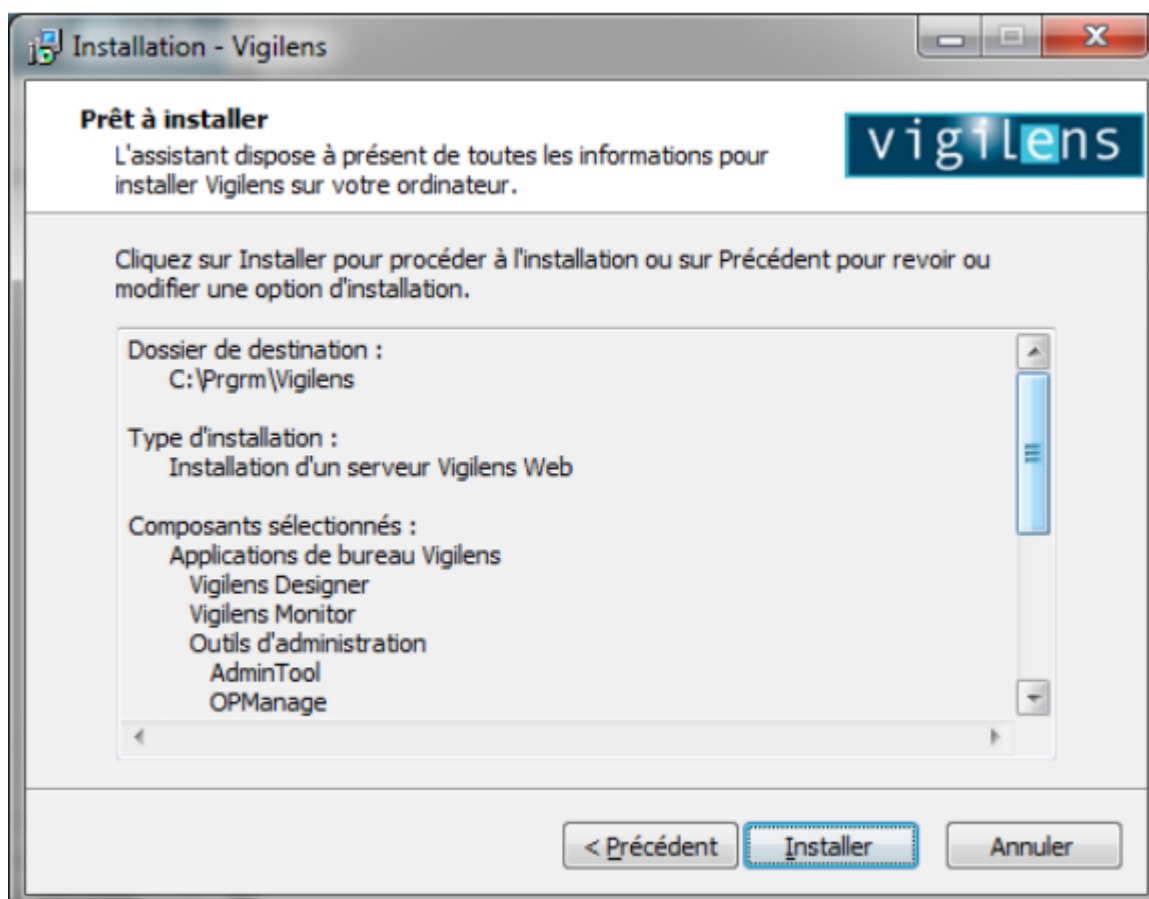 Installation - Vigilens
Prêt à installer
L'assistant dispose à présent de toutes les informations pour
installer Vigilens sur votre ordinateur.
vigilens
Cliquez sur Installer pour procéder à l'installation ou sur Précédent pour revoir ou
modifier une option d'installation.
Dossier de destination :
C:\Prgrm\Vigilens
Type d'installation :
Installation d'un serveur Vigilens Web
Composants sélectionnés :
Applications de bureau Vigilens
Vigilens Designer
Vigilens Monitor
Outils d'administration
AdminTool
OPManage
< Précédent
Installer
Annuler